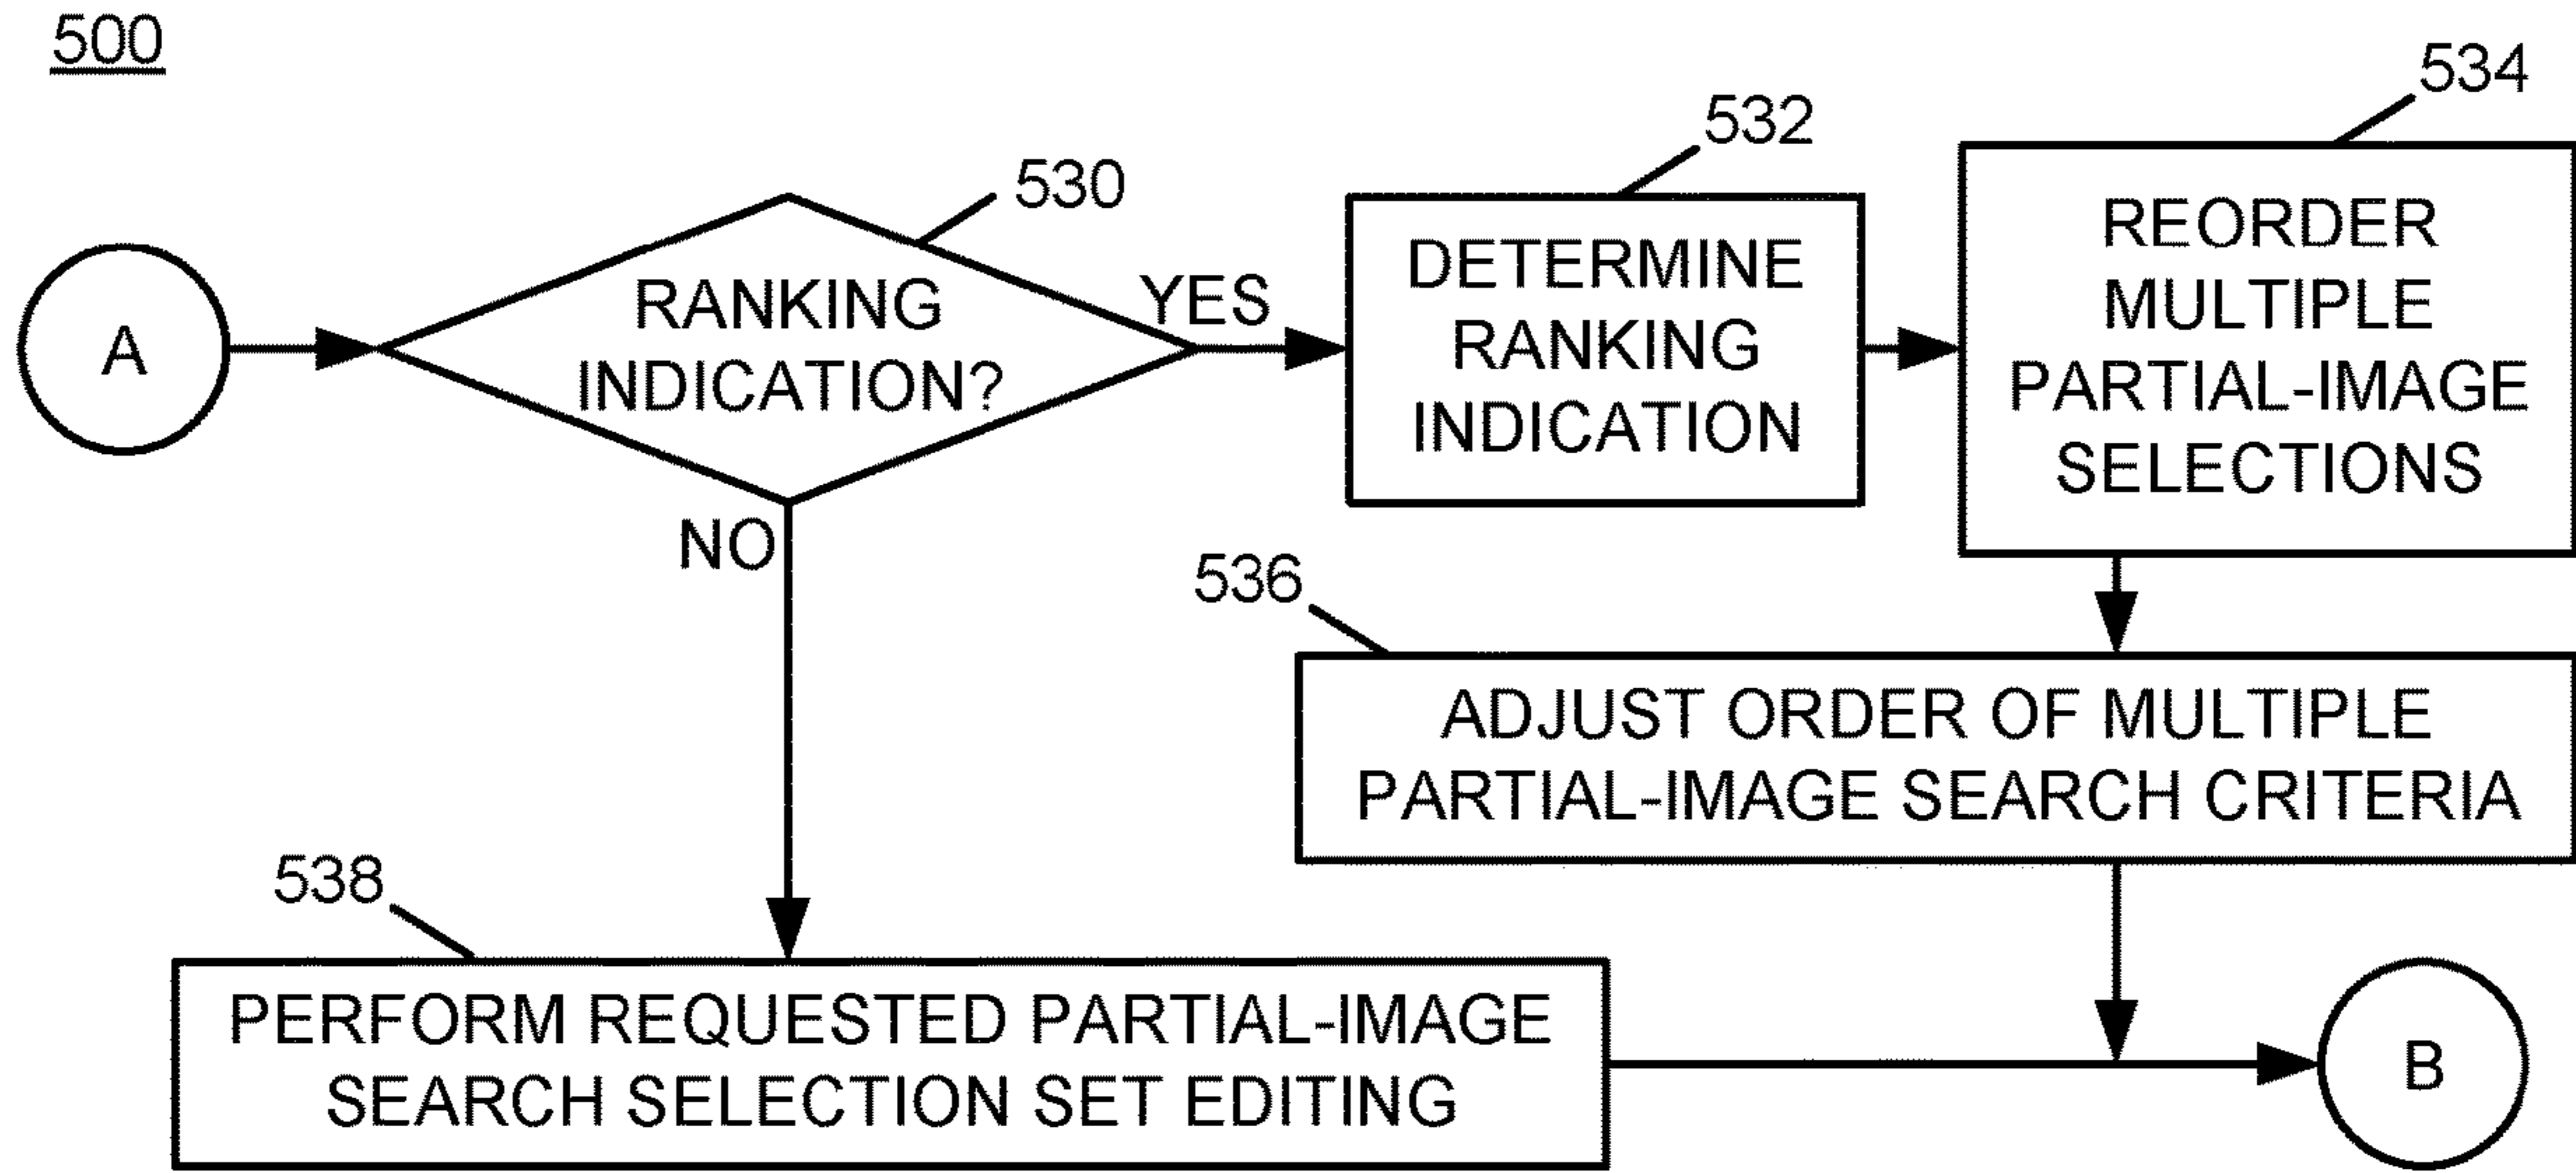 500
534
532
530
A
RANKING
INDICATION?
YES
NO
DETERMINE
RANKING
INDICATION
REORDER
MULTIPLE
PARTIAL-IMAGE
SELECTIONS
536
ADJUST ORDER OF MULTIPLE
PARTIAL-IMAGE SEARCH CRITERIA
538
PERFORM REQUESTED PARTIAL-IMAGE
SEARCH SELECTION SET EDITING
B